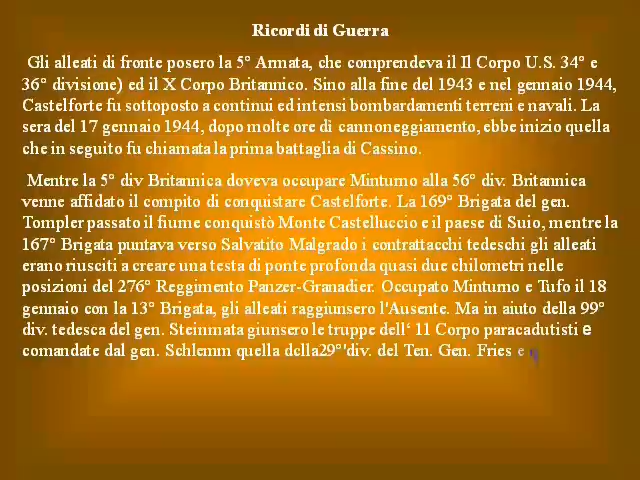 Ricordi di Guerra
Gli alleati di fronte posero la 5° Armata, che comprendeva il Il Corpo U.S. 34° e
36° divisione) ed il X Corpo Britannico. Sino alla fine del 1943 e nel gennaio 1944,
Castelforte fu sottoposto a continui ed intensi bombardamenti terreni e navali. La
sera del 17 gennaio 1944, dopo molte ore di cannoneggiamento, ebbe inizio quella
che in seguito fu chiamata la prima battaglia di Cassino.
Mentre la 5° div Britannica doveva occupare Minturno alla 56° div. Britannica
venne affidato il compito di conquistare Castelforte. La 169° Brigata del gen.
Tompler passato il fiume conquistò Monte Castelluccio e il paese di Suio, mentre la
167° Brigata puntava verso Salvatito Malgrado i contrattacchi tedeschi gli alleati
erano riusciti a creare una testa di ponte profonda quasi due chilometri nelle
posizioni del 276° Reggimento Panzer-Granadier. Occupato Minturno e Tufo il 18
gennaio con la 13° Brigata, gli alleati raggiunsero l'Ausente. Ma in aiuto della 99°
div. tedesca del gen. Steinmata giunsero le truppe dell‘ 11 Corpo paracadutisti e
comandate dal gen. Schlemm quella dclla29°'div. del Ten. Gen. Fries e